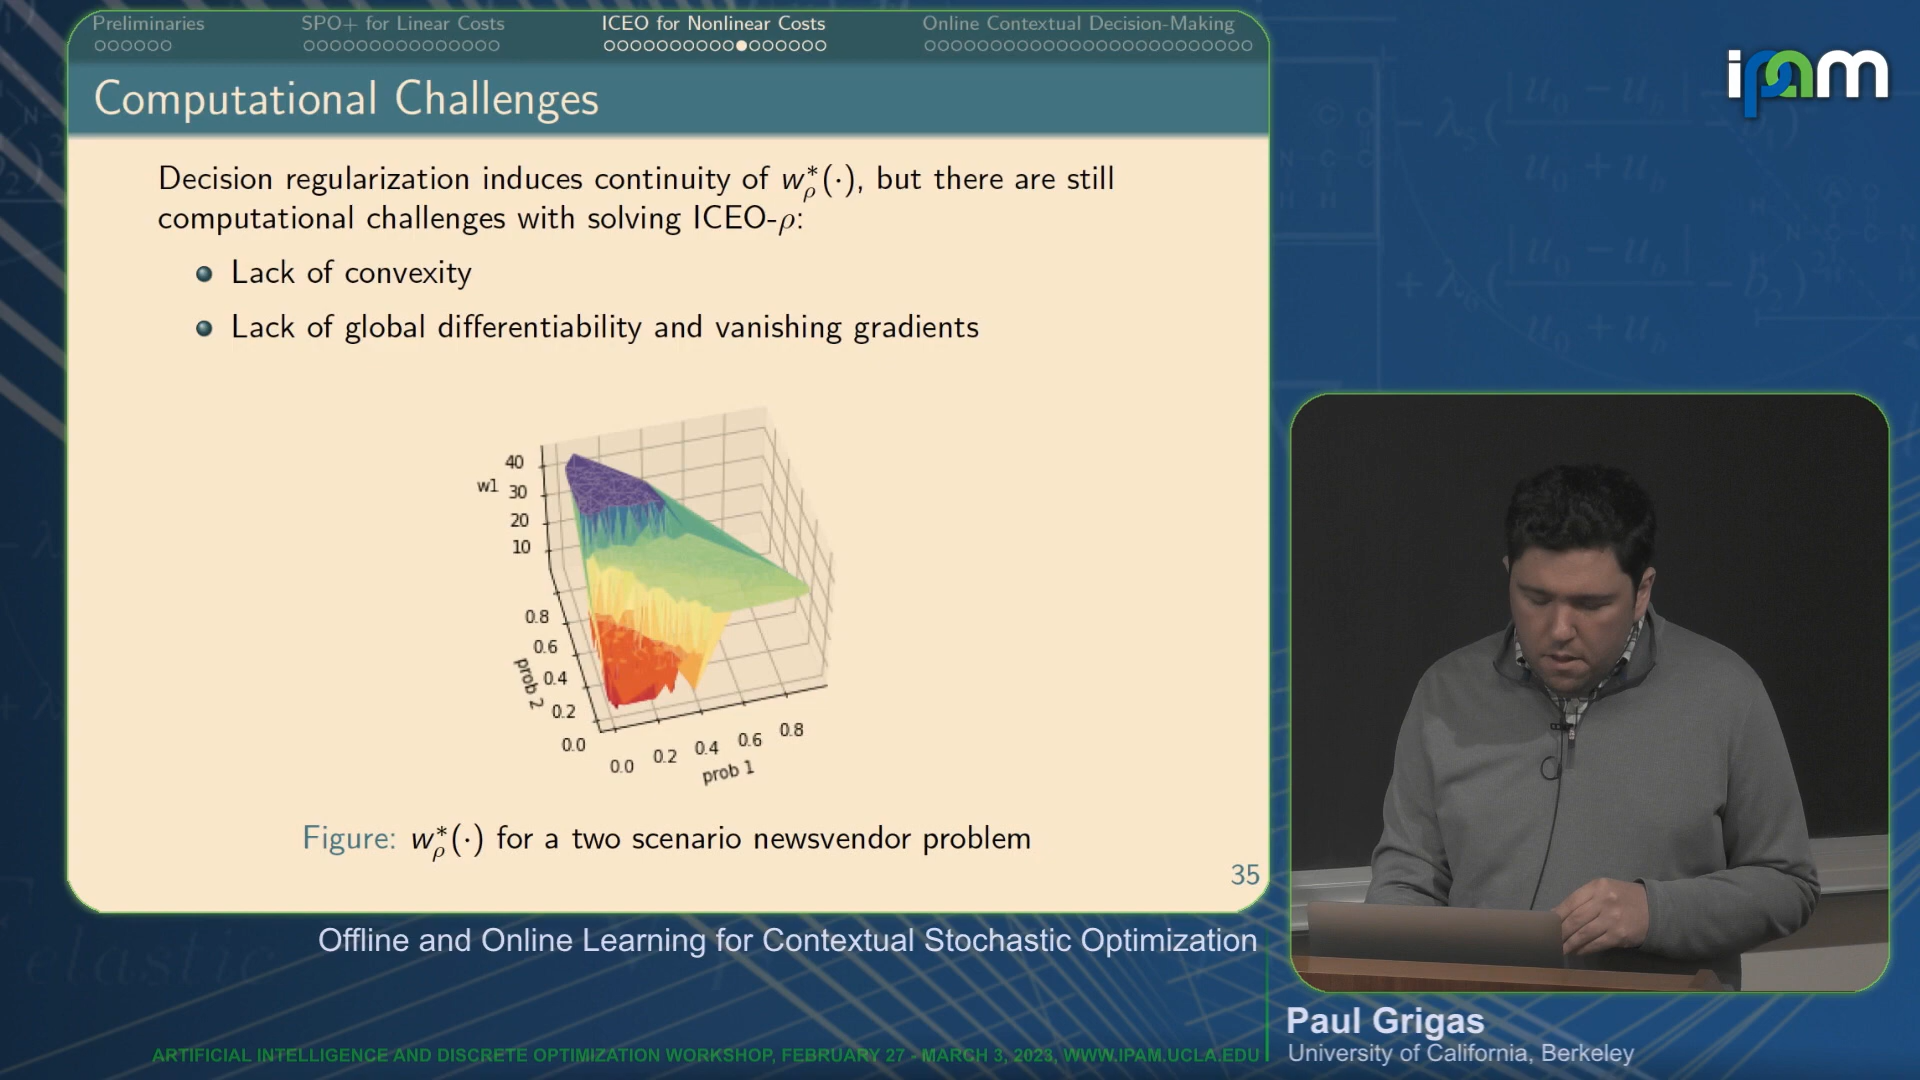 Preliminaries
SPO+ for Linear Costs
ICEO for Nonlinear Costs
Online Contextual Decision-Making
Computational Challenges
Decision regularization induces continuity of w*ρ(·), but there are still
computational challenges with solving ICEO-ρ:
Lack of convexity
Lack of global differentiability and vanishing gradients
40
w1 30
20
10
0.8
0.6
0.4
0.2
0.0
prob 2
0.0 0.2 0.4 0.6 0.8
prob 1
Figure: w*ρ(·) for a two scenario newsvendor problem
35
ipam
Offline and Online Learning for Contextual Stochastic Optimization
Paul Grigas
University of California, Berkeley
ARTIFICIAL INTELLIGENCE AND DISCRETE OPTIMIZATION WORKSHOP, FEBRUARY 27 - MARCH 3, 2023, WWW.IPAM.UCLA.EDU
elastic